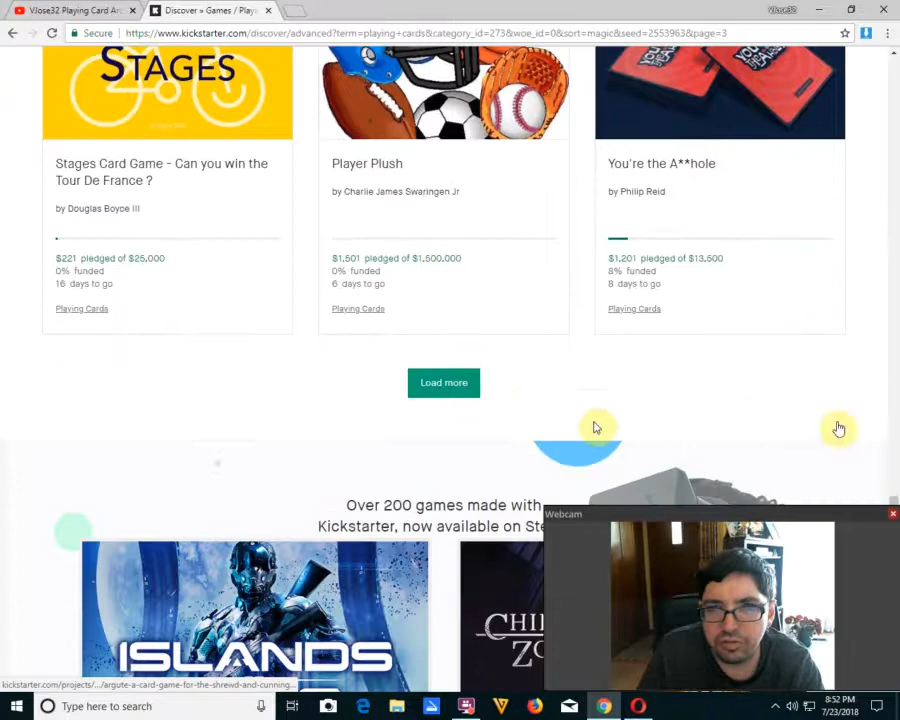 VJose32 Playing Card Ar
Discover » Games / Play
VJose32
Secure
https://www.kickstarter.com/discover/advanced?term=playing+cards&category_id=273&woe_id=0&sort=magic&seed=2553963&page=3
STAGES
Stages Card Game - Can you win the
Tour De France ?
by Douglas Boyce III
$221 pledged of $25,000
0% funded
16 days to go
Playing Cards
Player Plush
by Charlie James Swaringen Jr
$1,501 pledged of $1,500,000
0% funded
6 days to go
Playing Cards
You're the A**hole
by Philip Reid
$1,201 pledged of $13,500
8% funded
8 days to go
Playing Cards
Load more
Over 200 games made with
Kickstarter, now available on Ste
Webcam
ISLANDS
CHI
ZO
kickstarter.com/projects/.../argute-a-card-game-for-the-shrewd-and-cunning...
Type here to search
8:52 PM
7/23/2018